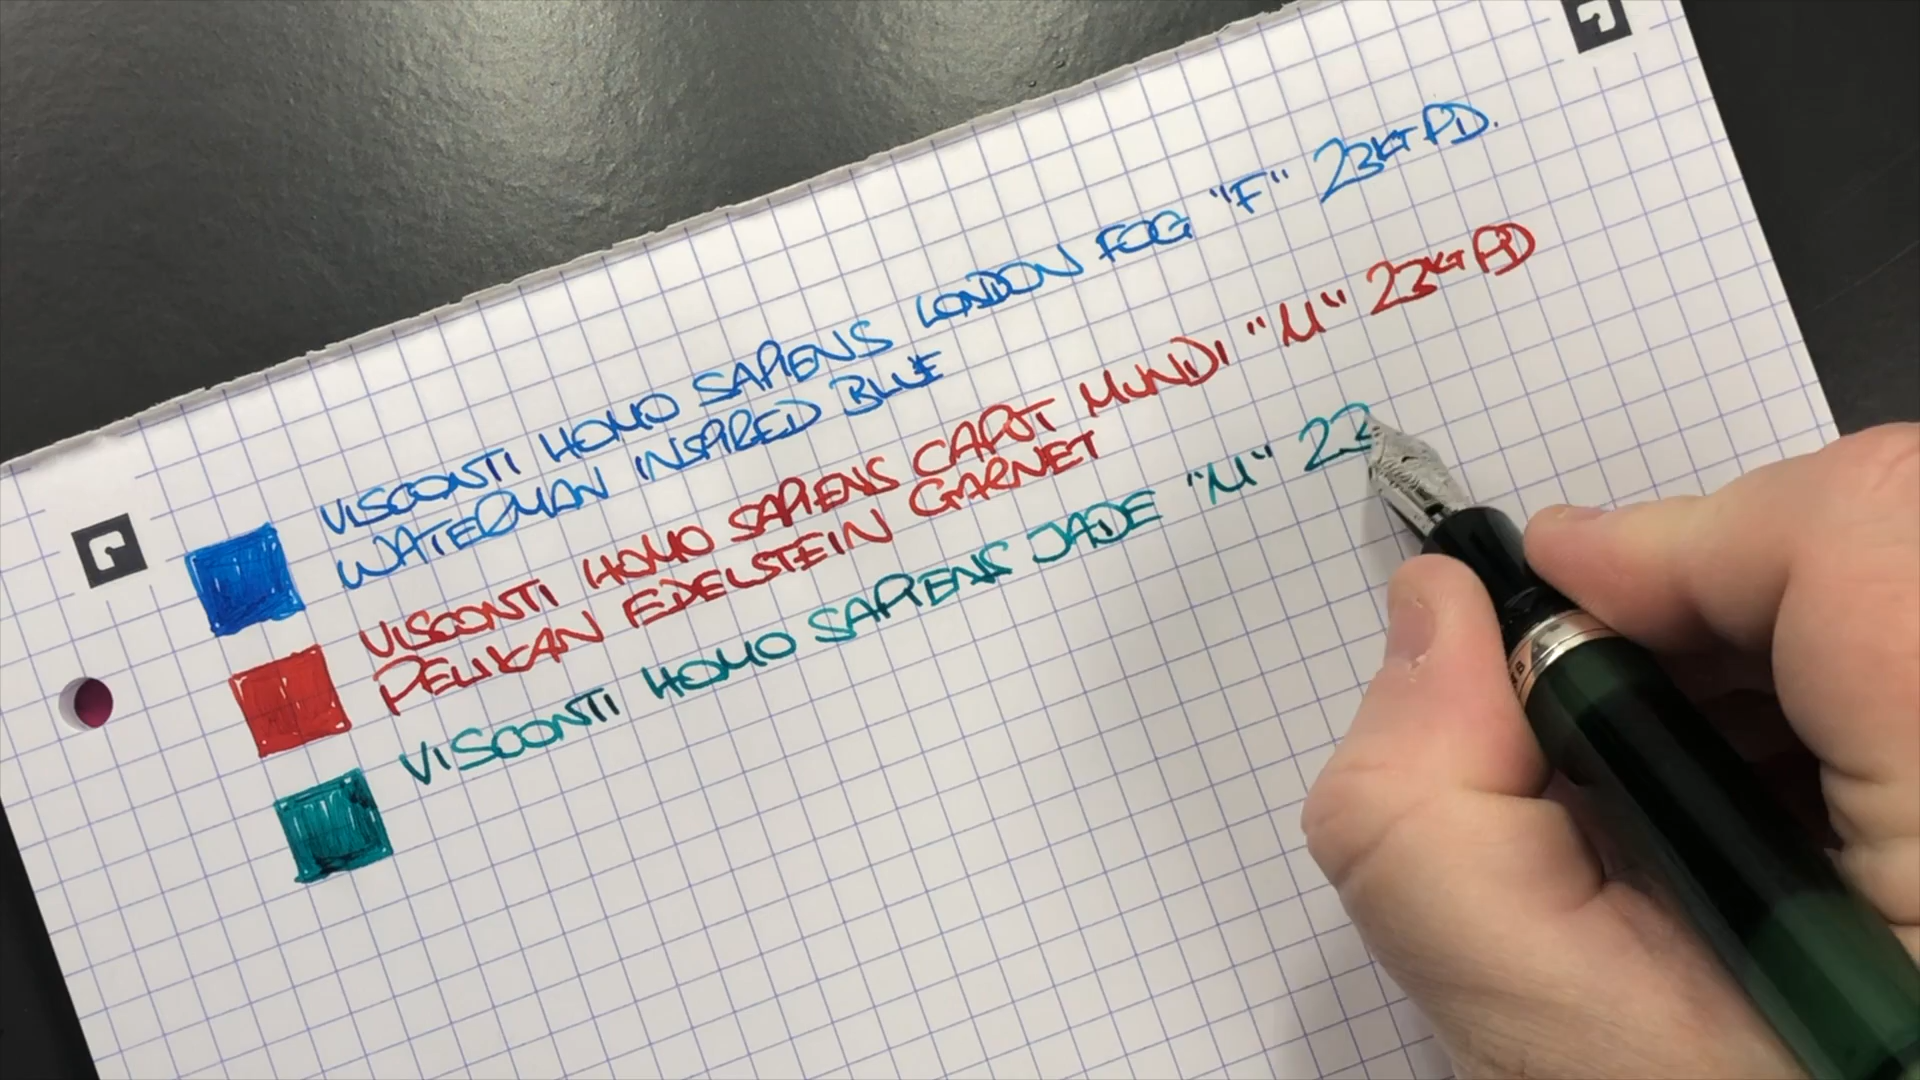 VISCONTI HOMO SAPIENS LONDON FOG "F" 23KT PD.
WATERMAN INSPIRED BLUE
VISCONTI HOMO SAPIENS CAPUT MUNDI "M" 23KT PD
PELIKAN EDELSTEIN GARNET
VISCONTI HOMO SAPIENS JADE "M" 23